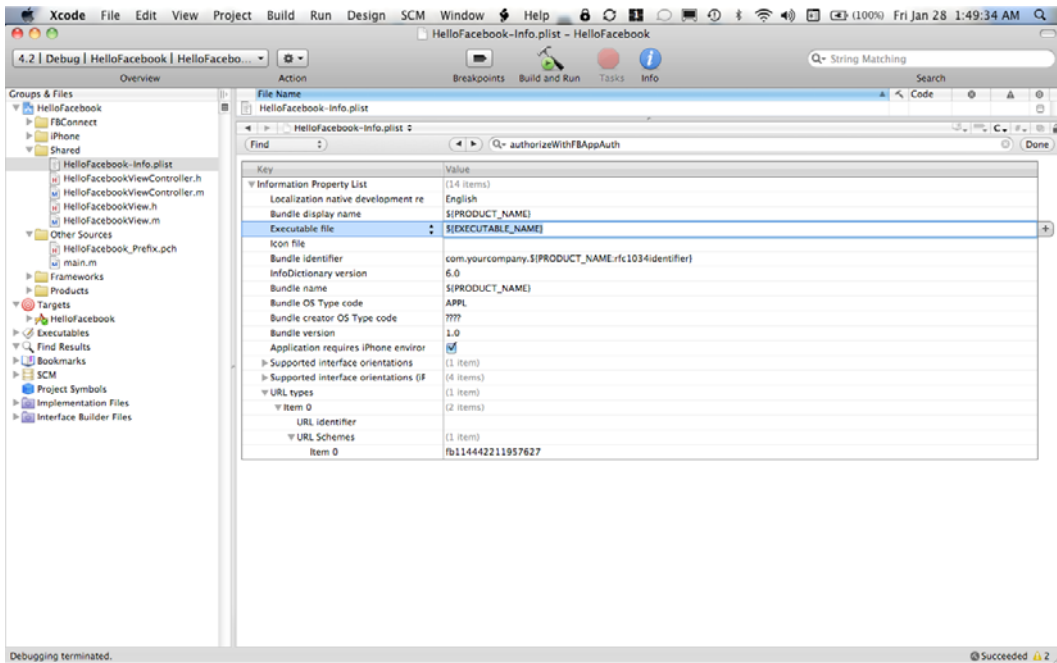 Xcode File Edit View Project Build Run Design SCM Window Help (100%) Fri Jan 28 1:49:34 AM
HelloFacebook-Info.plist - HelloFacebook
4.2 | Debug | HelloFacebook | HelloFacebo...
String Matching
Overview Action Breakpoints Build and Run Tasks Info Search
Groups & Files
HelloFacebook
FBConnect
iPhone
Shared
HelloFacebook-Info.plist
HelloFacebookViewController.h
HelloFacebookViewController.m
HelloFacebookView.h
HelloFacebookView.m
Other Sources
HelloFacebook_Prefix.pch
main.m
Frameworks
Products
Targets
HelloFacebook
Executables
Find Results
Bookmarks
SCM
Project Symbols
Implementation Files
Interface Builder Files
File Name Code
HelloFacebook-Info.plist
HelloFacebook-Info.plist
Find authorizeWithFBAppAuth Done
Key Value
Information Property List (14 items)
Localization native development re English
Bundle display name ${PRODUCT_NAME}
Executable file ${EXECUTABLE_NAME}
Icon file
Bundle identifier com.yourcompany.${PRODUCT_NAME:rfc1034identifier}
InfoDictionary version 6.0
Bundle name ${PRODUCT_NAME}
Bundle OS Type code APPL
Bundle creator OS Type code ????
Bundle version 1.0
Application requires iPhone enviror
Supported interface orientations (1 item)
Supported interface orientations (iF (4 items)
URL types (1 item)
Item 0 (2 items)
URL identifier
URL Schemes (1 item)
Item 0 fb114442211957627
Debugging terminated. Succeeded 2